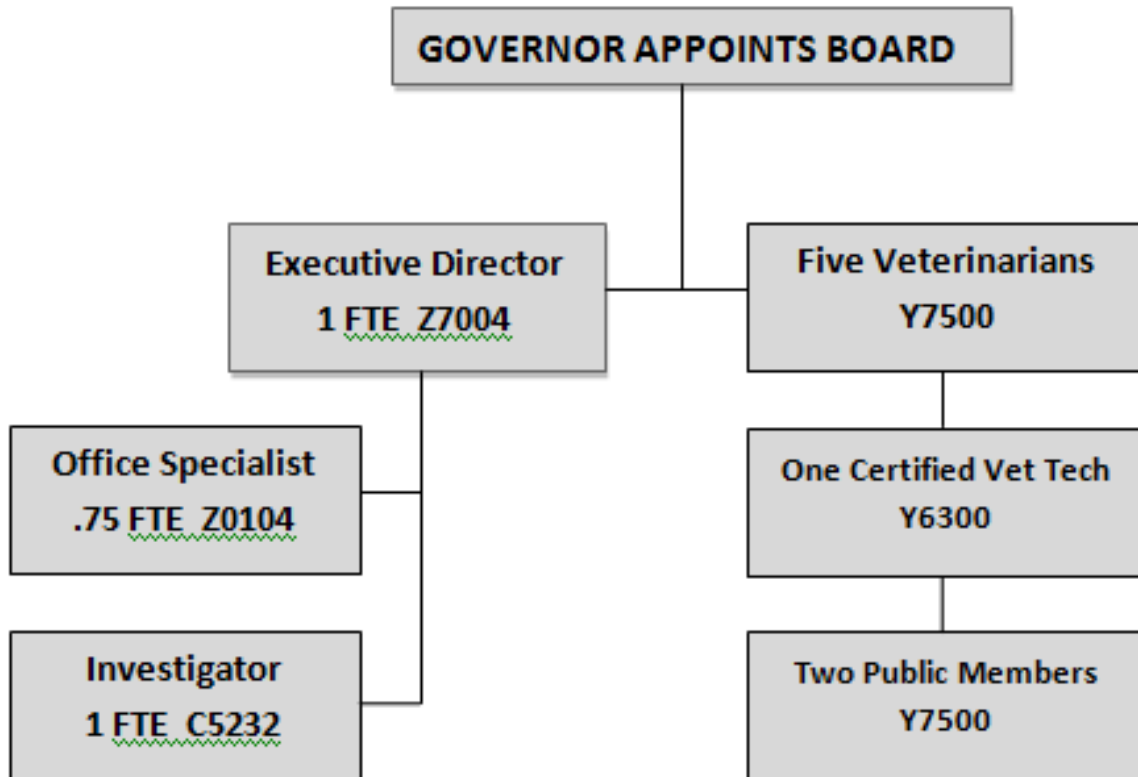 GOVERNOR APPOINTS BOARD
Executive Director
1 FTE Z7004
Five Veterinarians
Y7500
Office Specialist
.75 FTE Z0104
One Certified Vet Tech
Y6300
Investigator
1 FTE C5232
Two Public Members
Y7500